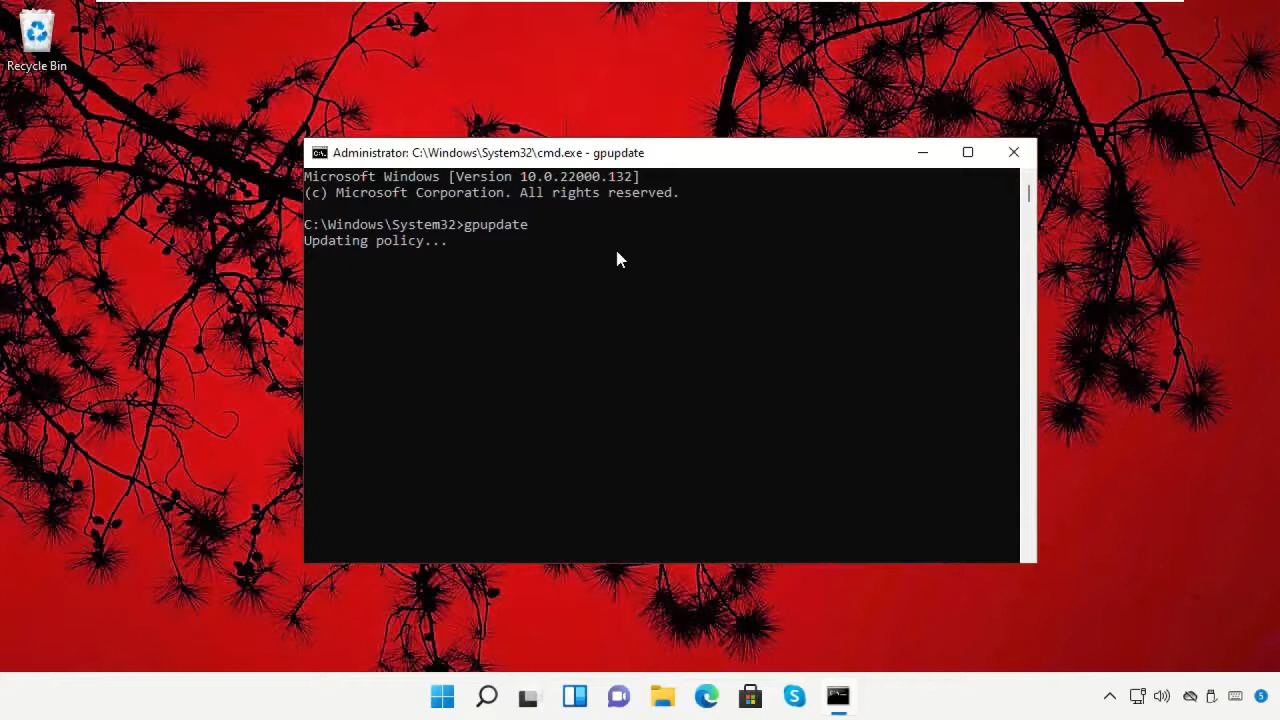 Recycle Bin
Administrator: C:\Windows\System32\cmd.exe - gpupdate
Microsoft Windows [Version 10.0.22000.132]
(c) Microsoft Corporation. All rights reserved.
C:\Windows\System32>gpupdate
Updating policy...
5